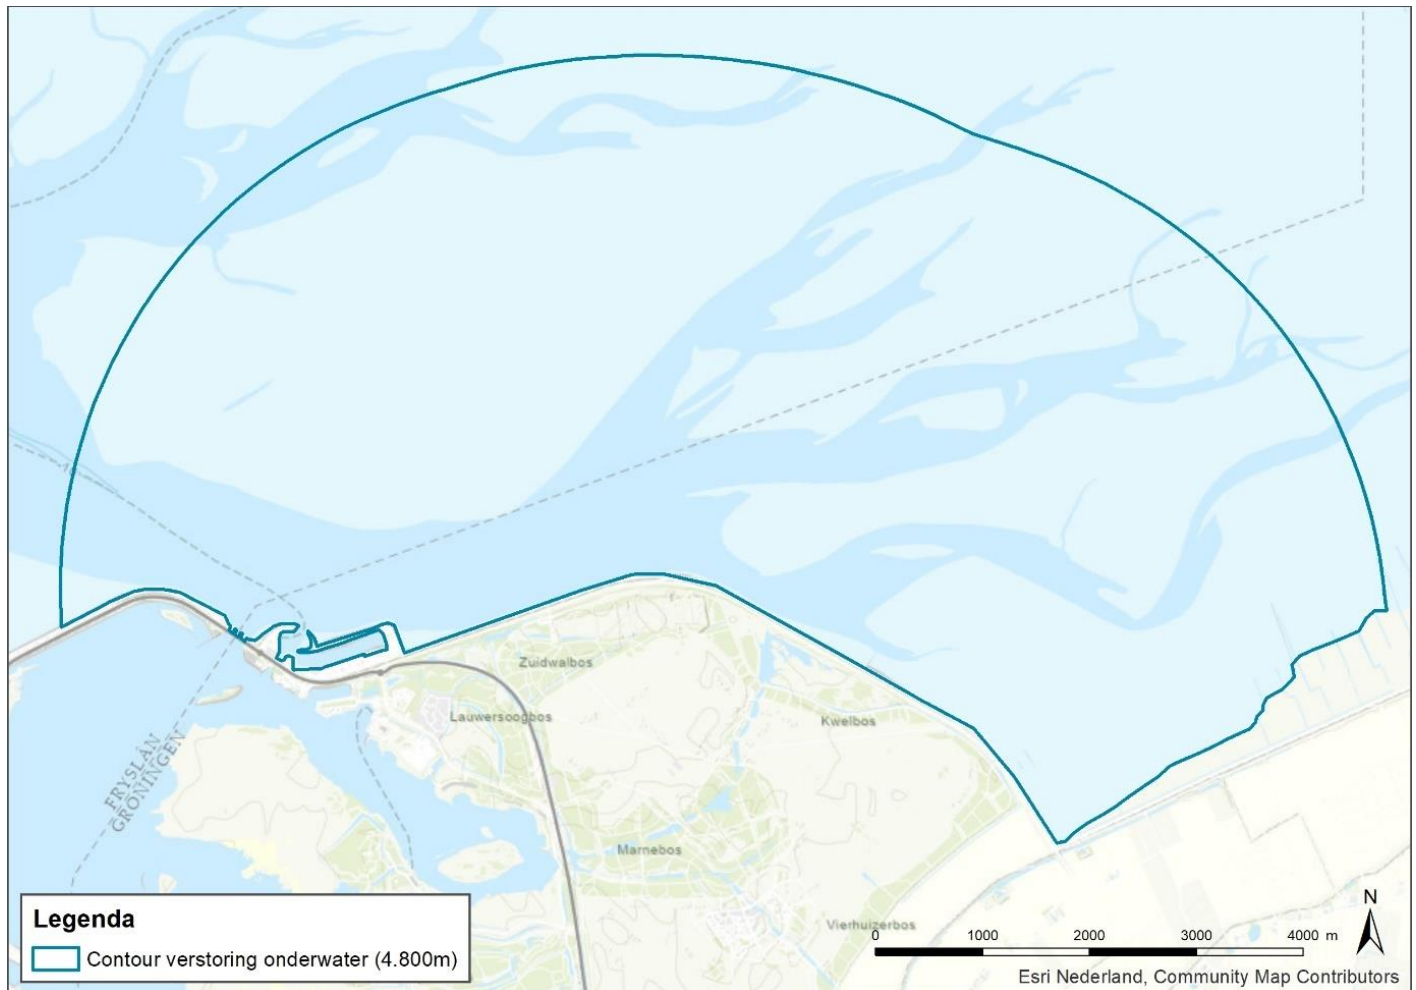 Zuidwalbos
Lauwersoogbos
Kwelbos
FRYSLÂN
GRONINGEN
Marnebos
Vierhuizerbos
Legenda
Contour verstoring onderwater (4.800m)
N
0 1000 2000 3000 4000 m
Esri Nederland, Community Map Contributors